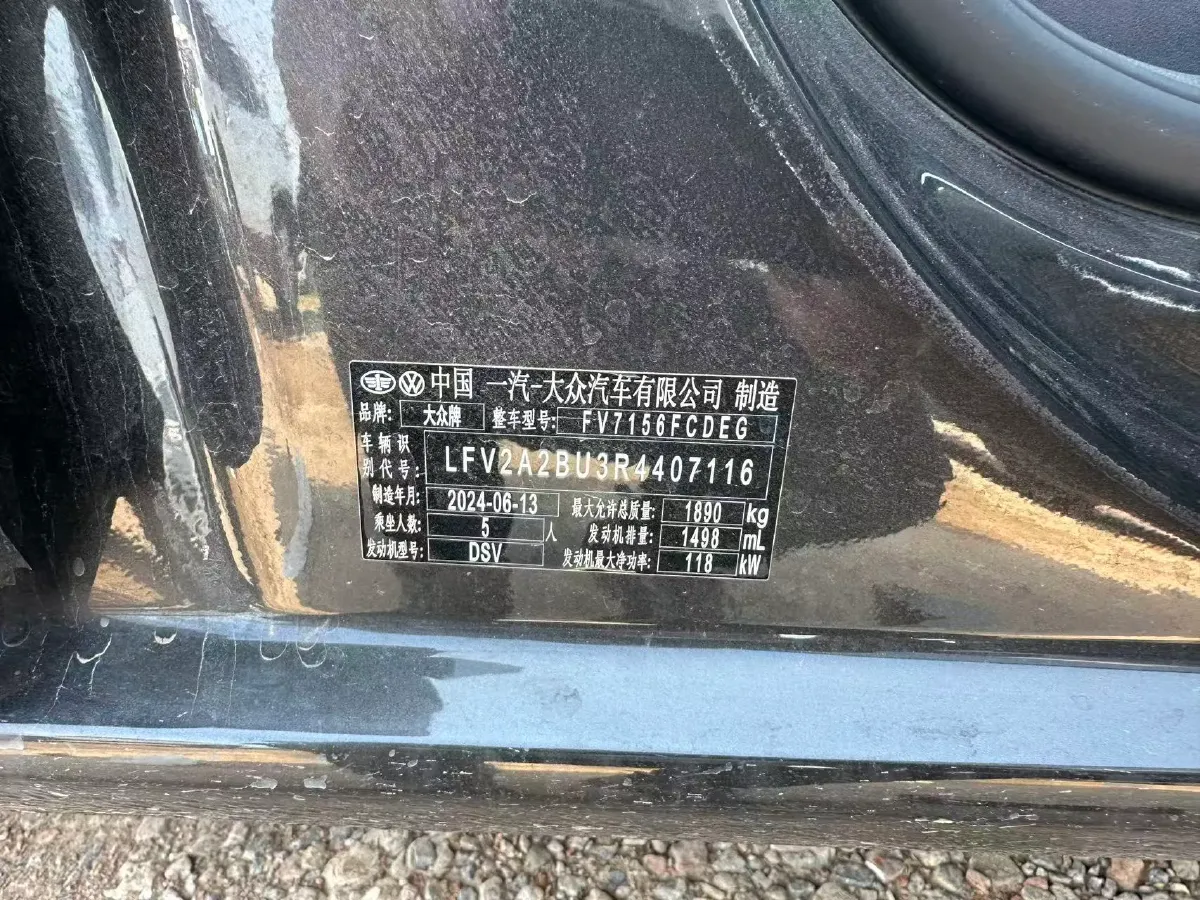 中国 一汽-大众汽车有限公司 制造
品牌: 大众牌 整车型号: FV7156FCDEG
车辆识
别代号: LFV2A2BU3R4407116
制造年月: 2024-06-13 最大允许总质量: 1890 kg
乘坐人数: 5 人 发动机排量: 1498 mL
发动机型号: DSV 发动机最大净功率: 118 kW